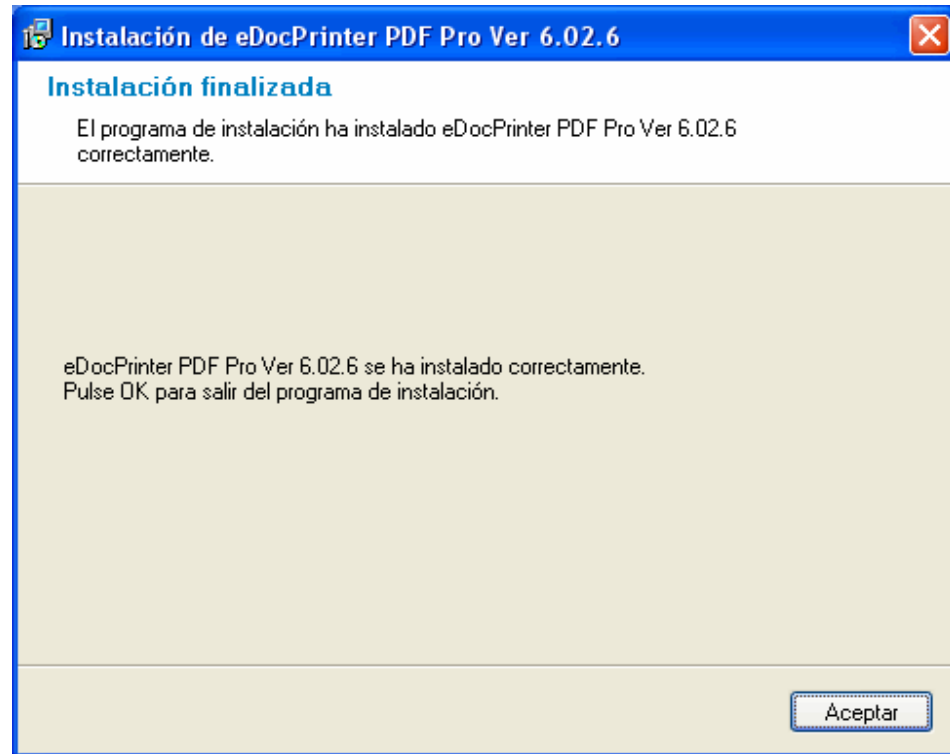 Instalación de eDocPrinter PDF Pro Ver 6.02.6
Instalación finalizada
El programa de instalación ha instalado eDocPrinter PDF Pro Ver 6.02.6
correctamente.
eDocPrinter PDF Pro Ver 6.02.6 se ha instalado correctamente.
Pulse OK para salir del programa de instalación.
Aceptar